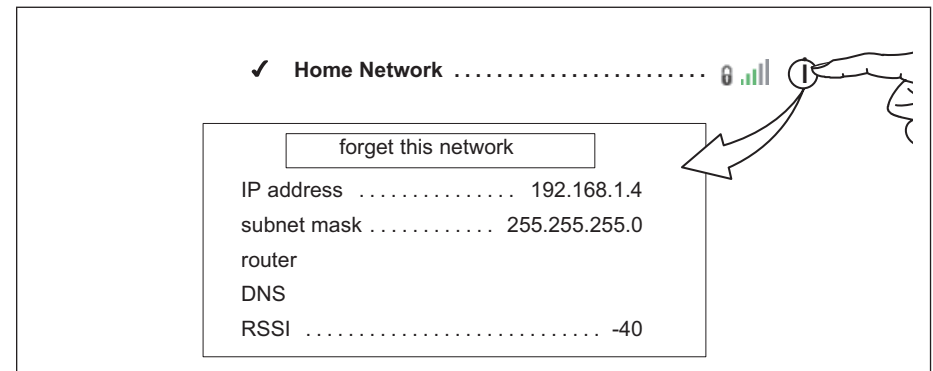 ✔ Home Network ........................ i
forget this network
IP address ............... 192.168.1.4
subnet mask ............ 255.255.255.0
router
DNS
RSSI ............................ -40